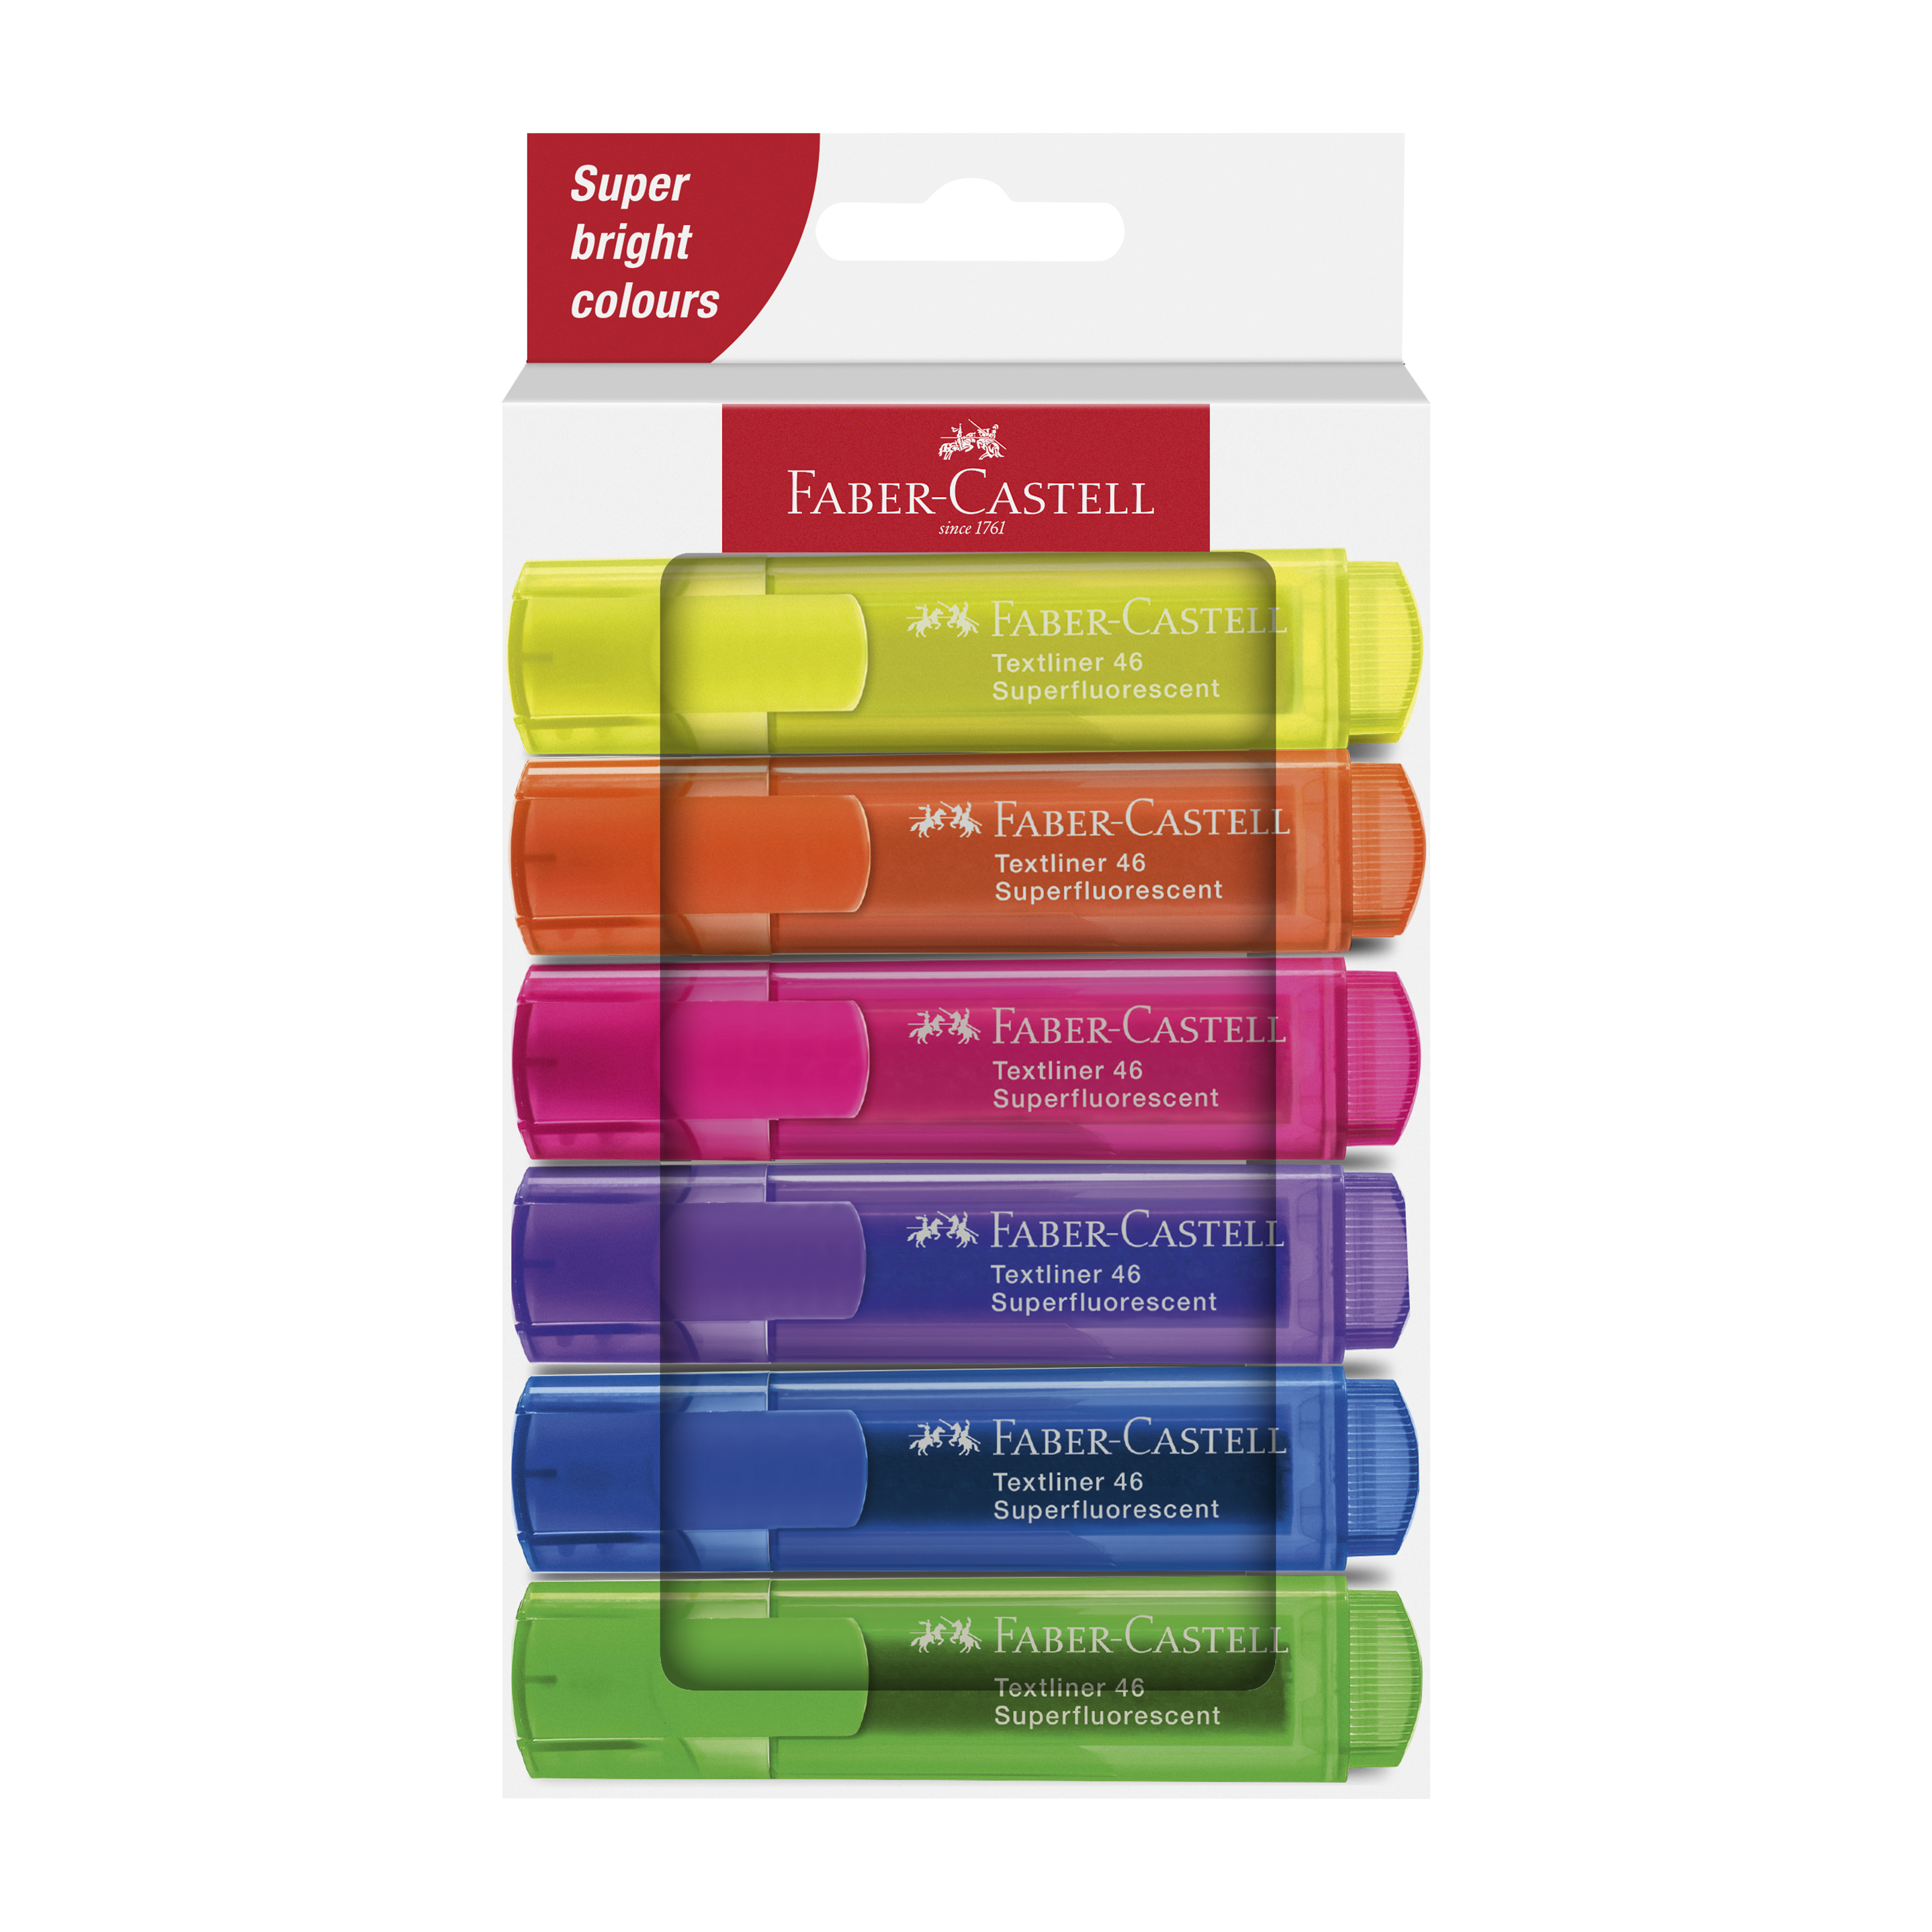 Super
bright
colours
FABER-CASTELL
since 1761
FABER-CASTELL
Textliner 46
Superfluorescent
FABER-CASTELL
Textliner 46
Superfluorescent
FABER-CASTELL
Textliner 46
Superfluorescent
FABER-CASTELL
Textliner 46
Superfluorescent
FABER-CASTELL
Textliner 46
Superfluorescent
FABER-CASTELL
Textliner 46
Superfluorescent